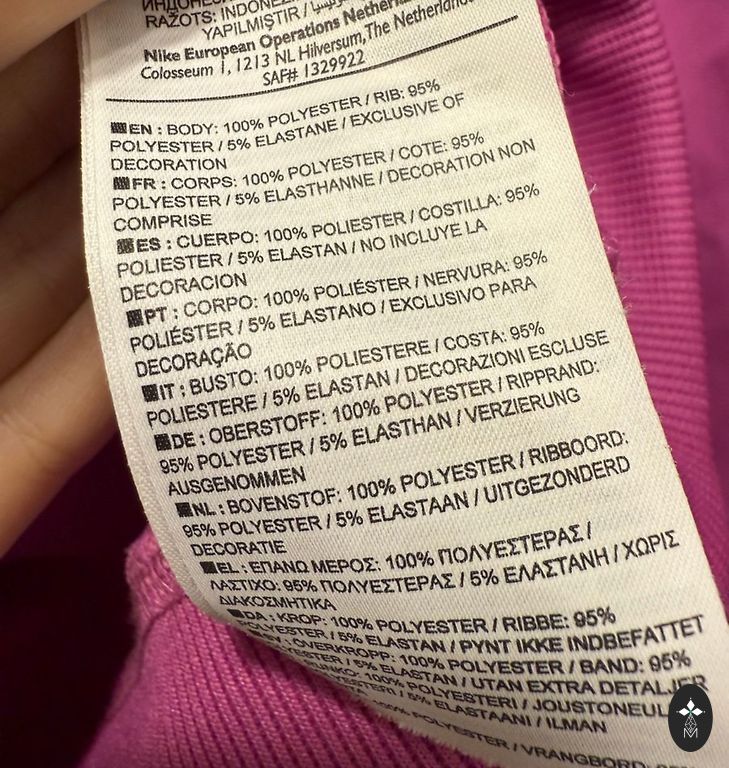 RAŽOTS:
YAPILMIŞTIR /
Nike European Operations
Colosseum 1, 1213 NL Hilversum, The Netherlands
SAF# 1329922
EN : BODY: 100% POLYESTER / RIB: 95%
POLYESTER / 5% ELASTANE / EXCLUSIVE OF
DECORATION
FR : CORPS: 100% POLYESTER / COTE: 95%
POLYESTER / 5% ELASTHANNE / DECORATION NON
COMPRISE
ES : CUERPO: 100% POLIESTER / COSTILLA: 95%
POLIESTER / 5% ELASTAN / NO INCLUYE LA
DECORACION
PT : CORPO: 100% POLIÉSTER / NERVURA: 95%
POLIÉSTER / 5% ELASTANO / EXCLUSIVO PARA
DECORAÇÃO
IT : BUSTO: 100% POLIESTERE / COSTA: 95%
POLIESTERE / 5% ELASTAN / DECORAZIONI ESCLUSE
DE : OBERSTOFF: 100% POLYESTER / RIPPRAND:
95% POLYESTER / 5% ELASTHAN / VERZIERUNG
AUSGENOMMEN
NL : BOVENSTOF: 100% POLYESTER / RIBBOORD:
95% POLYESTER / 5% ELASTAAN / UITGEZONDERD
DECORATIE
EL : ΕΠΑΝΩ ΜΕΡΟΣ: 100% ΠΟΛΥΕΣΤΕΡΑΣ /
ΛΑΣΤΙΧΟ: 95% ΠΟΛΥΕΣΤΕΡΑΣ / 5% ΕΛΑΣΤΑΝΗ / ΧΩΡΙΣ
ΔΙΑΚΟΣΜΗΤΙΚΑ
DA : KROP: 100% POLYESTER / RIBBE: 95%
POLYESTER / 5% ELASTAN / PYNT IKKE INDBEFATTET
SV : ÖVERKROPP: 100% POLYESTER / BAND: 95%
POLYESTER / 5% ELASTAN / UTAN EXTRA DETALJER
100% POLYESTERI /
5% ELASTAANI / ILMAN
100% POLYESTER / VRANGBORD: